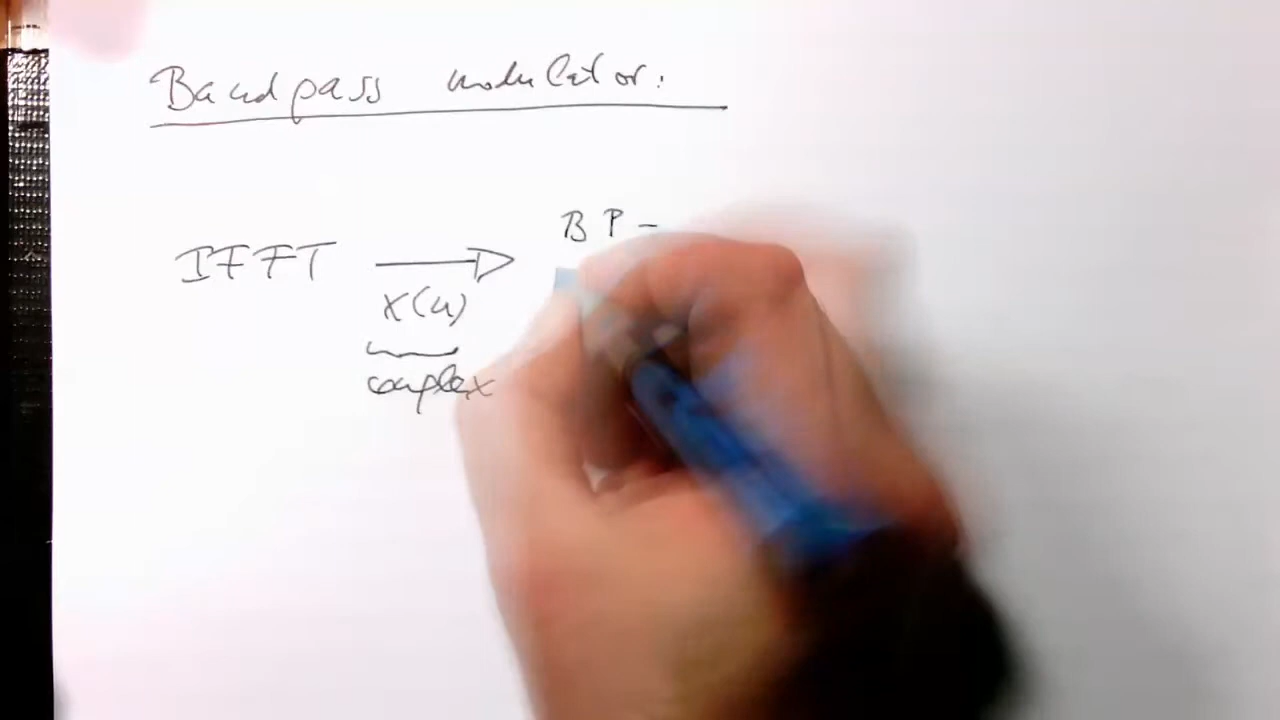 Bandpass modulator:
BP -
IFFT
x(n)
complex